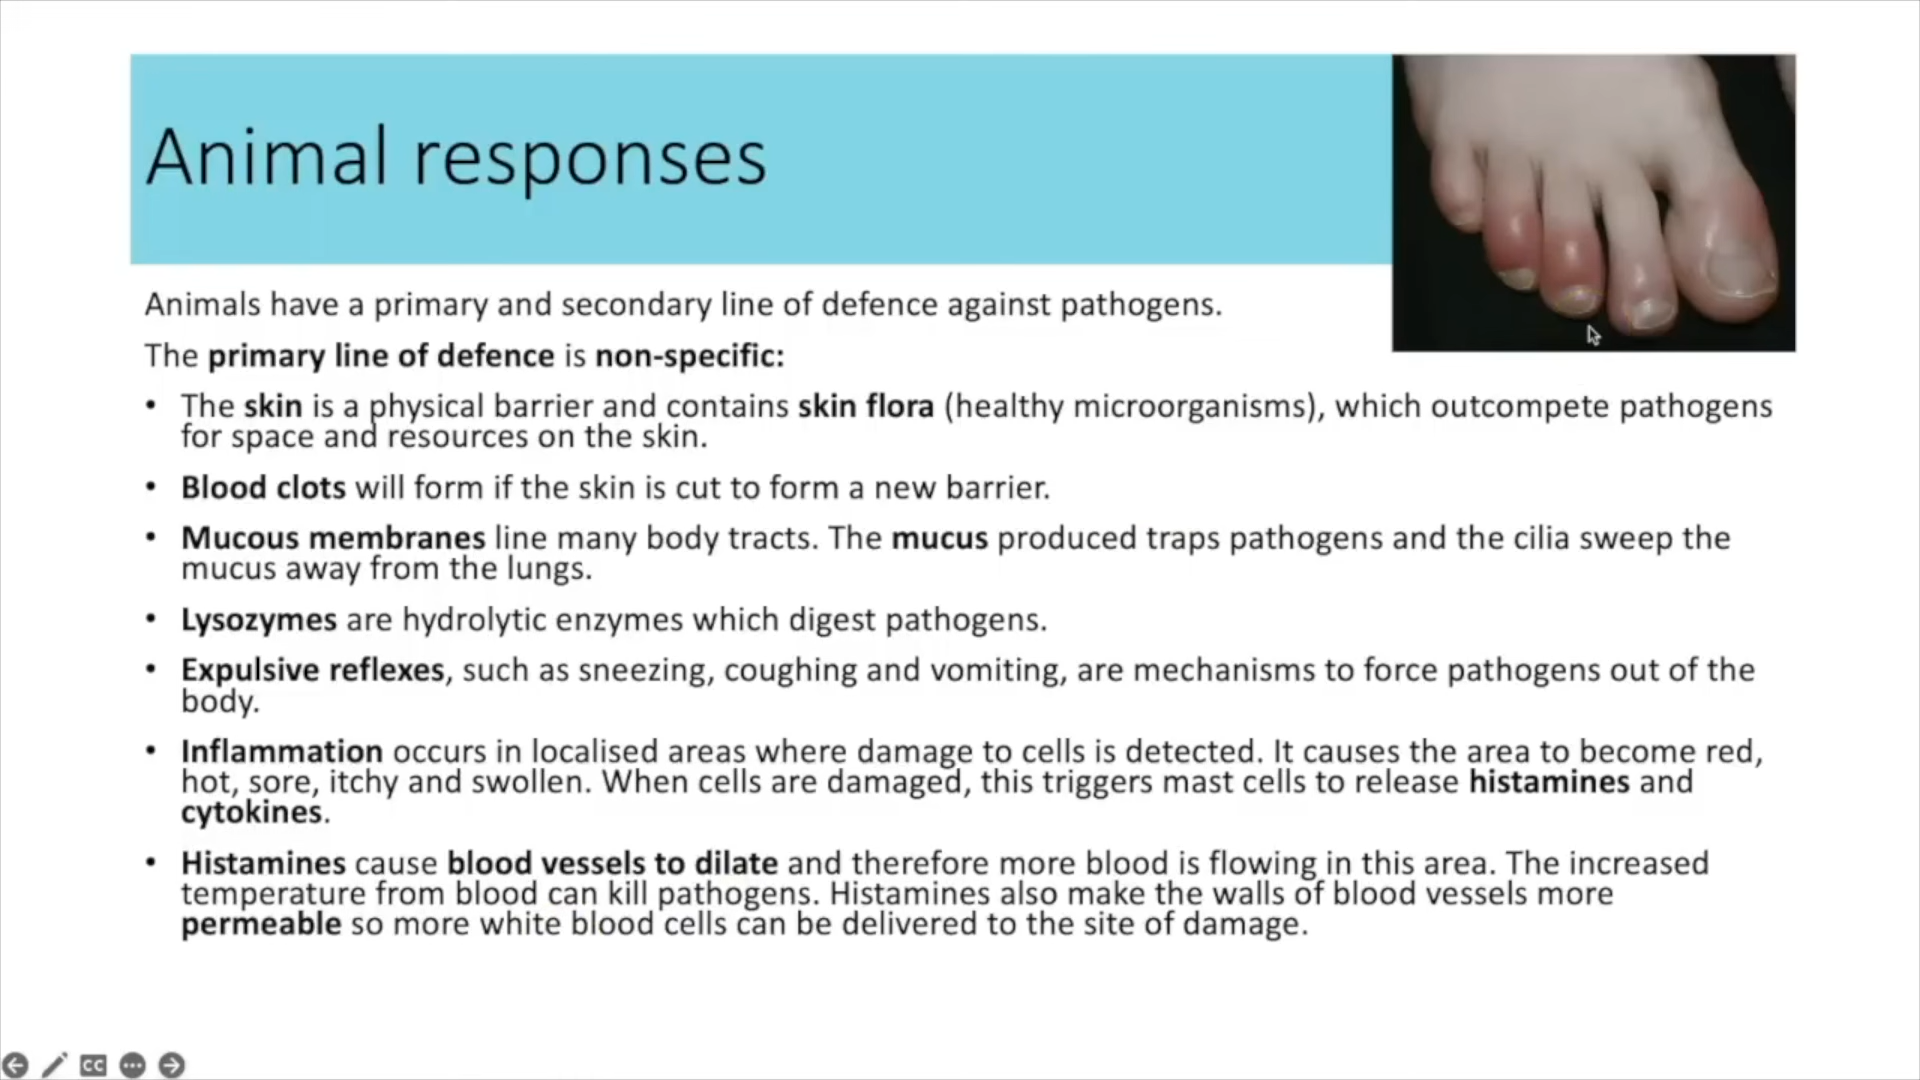 Animal responses
Animals have a primary and secondary line of defence against pathogens.
The primary line of defence is non-specific:
• The skin is a physical barrier and contains skin flora (healthy microorganisms), which outcompete pathogens
for space and resources on the skin.
• Blood clots will form if the skin is cut to form a new barrier.
• Mucous membranes line many body tracts. The mucus produced traps pathogens and the cilia sweep the
mucus away from the lungs.
• Lysozymes are hydrolytic enzymes which digest pathogens.
• Expulsive reflexes, such as sneezing, coughing and vomiting, are mechanisms to force pathogens out of the
body.
• Inflammation occurs in localised areas where damage to cells is detected. It causes the area to become red,
hot, sore, itchy and swollen. When cells are damaged, this triggers mast cells to release histamines and
cytokines.
• Histamines cause blood vessels to dilate and therefore more blood is flowing in this area. The increased
temperature from blood can kill pathogens. Histamines also make the walls of blood vessels more
permeable so more white blood cells can be delivered to the site of damage.
CC